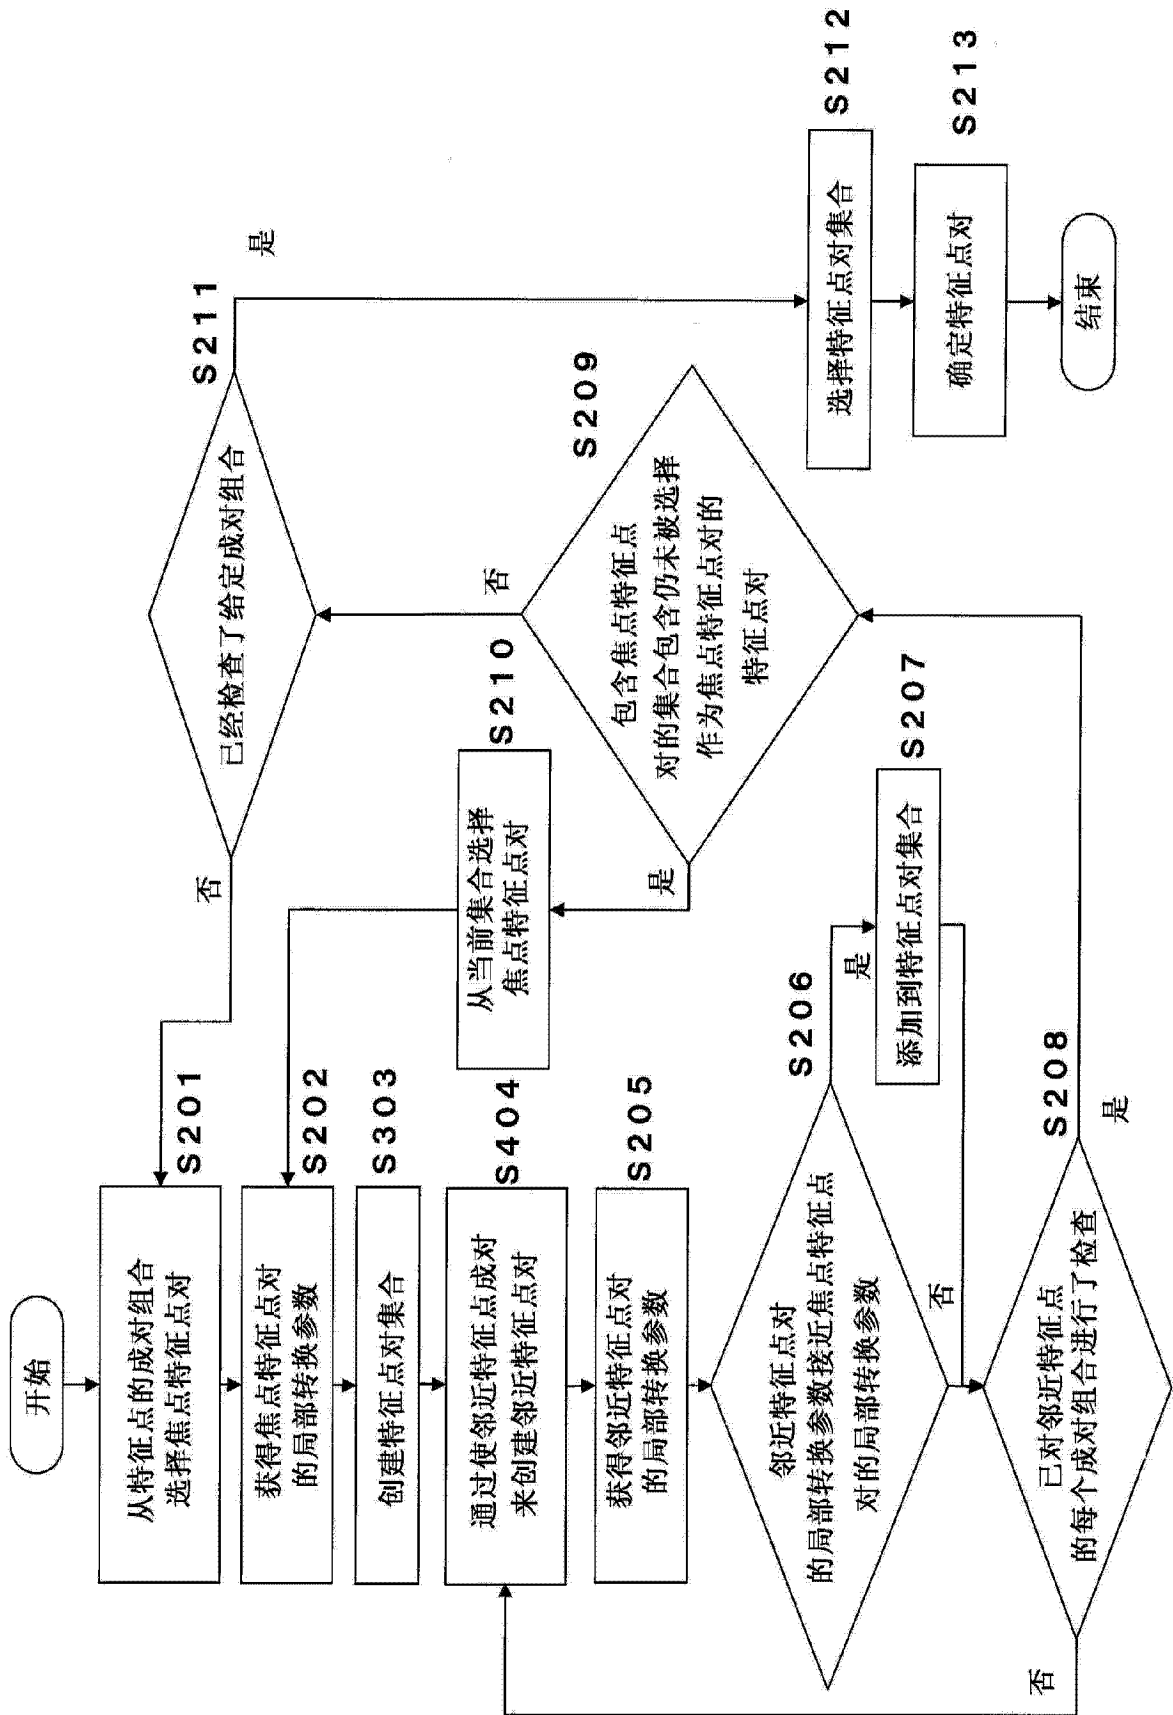 开始
从特征点的成对组合
选择焦点特征点对
S201
获得焦点特征点对
的局部转换参数
S202
创建特征点对集合
S303
通过使邻近特征点成对
来创建邻近特征点对
S404
获得邻近特征点对
的局部转换参数
S205
邻近特征点对
的局部转换参数接近焦点特征点
对的局部转换参数
S206
是
否
添加到特征点对集合
S207
已对邻近特征点
的每个成对组合进行了检查
S208
否
是
包含焦点特征点
对的集合包含仍未被选择
作为焦点特征点对的
特征点对
S209
是
否
从当前集合选择
焦点特征点对
S210
已经检查了给定成对组合
S211
否
是
选择特征点对集合
S212
确定特征点对
S213
结束